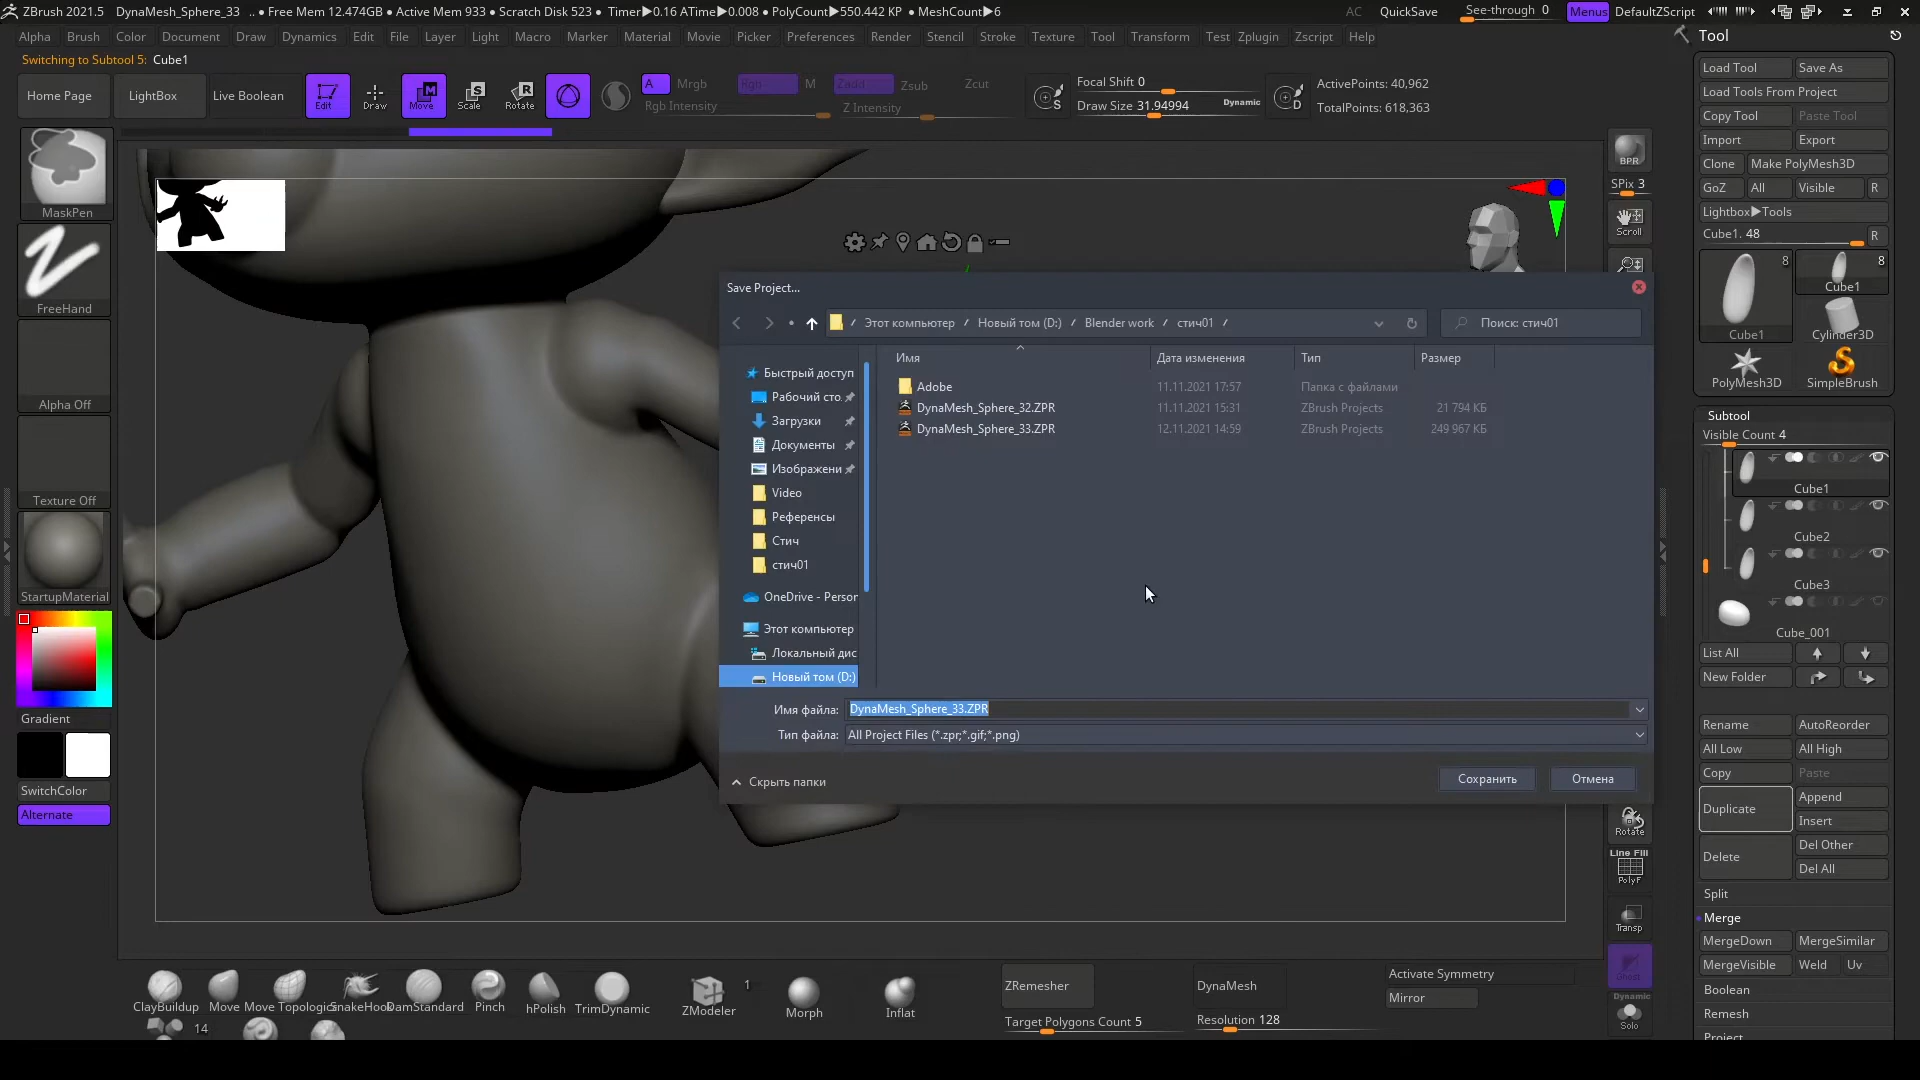 ZBrush 2021.5 DynaMesh_Sphere_33 .. • Free Mem 12.474GB • Active Mem 933 • Scratch Disk 523 • Timer▶0.16 ATime▶0.008 • PolyCount▶550.442 KP • MeshCount▶6 AC QuickSave See-through 0 Menus DefaultZScript
Alpha Brush Color Document Draw Dynamics Edit File Layer Light Macro Marker Material Movie Picker Preferences Render Stencil Stroke Texture Tool Transform Test Zplugin Zscript Help
Switching to Subtool 5: Cube1
Home Page LightBox Live Boolean Edit Draw Move Scale Rotate
A Mrgb Rgb M Zadd Zsub Zcut
Rgb Intensity Z Intensity
S Focal Shift 0
Draw Size 31.94994 Dynamic
D ActivePoints: 40,962
TotalPoints: 618,363
MaskPen
FreeHand
Alpha Off
Texture Off
StartupMaterial
Gradient
SwitchColor
Alternate
Save Project...
/ Этот компьютер / Новый том (D:) / Blender work / стич01 /
Поиск: стич01
Имя Дата изменения Тип Размер
Adobe 11.11.2021 17:57 Папка с файлами
DynaMesh_Sphere_32.ZPR 11.11.2021 15:31 ZBrush Projects 21 794 КБ
DynaMesh_Sphere_33.ZPR 12.11.2021 14:59 ZBrush Projects 249 967 КБ
Быстрый доступ
Рабочий сто
Загрузки
Документы
Изображени
Video
Референсы
Стич
стич01
OneDrive - Person
Этот компьютер
Локальный дис
Новый том (D:)
Имя файла: DynaMesh_Sphere_33.ZPR
Тип файла: All Project Files (*.zpr;*.gif;*.png)
Скрыть папки
Сохранить Отмена
BPR
SPix 3
Scroll
Rotate
Line Fill
PolyF
Transp
Dynamic
Solo
Tool
Load Tool Save As
Load Tools From Project
Copy Tool Paste Tool
Import Export
Clone Make PolyMesh3D
GoZ All Visible R
Lightbox▶Tools
Cube1. 48 R
8 8
Cube1
Cube1 Cylinder3D
PolyMesh3D SimpleBrush
Subtool
Visible Count 4
Cube1
Cube2
Cube3
Cube_001
List All
New Folder
Rename AutoReorder
All Low All High
Copy Paste
Duplicate Append
Insert
Delete Del Other
Del All
Split
Merge
MergeDown MergeSimilar
MergeVisible Weld Uv
Boolean
Remesh
Project
ClayBuildup Move Move Topologic SnakeHook DamStandard Pinch hPolish TrimDynamic
14
ZModeler 1
Morph
Inflat
ZRemesher
Target Polygons Count 5
DynaMesh
Resolution 128
Activate Symmetry
Mirror